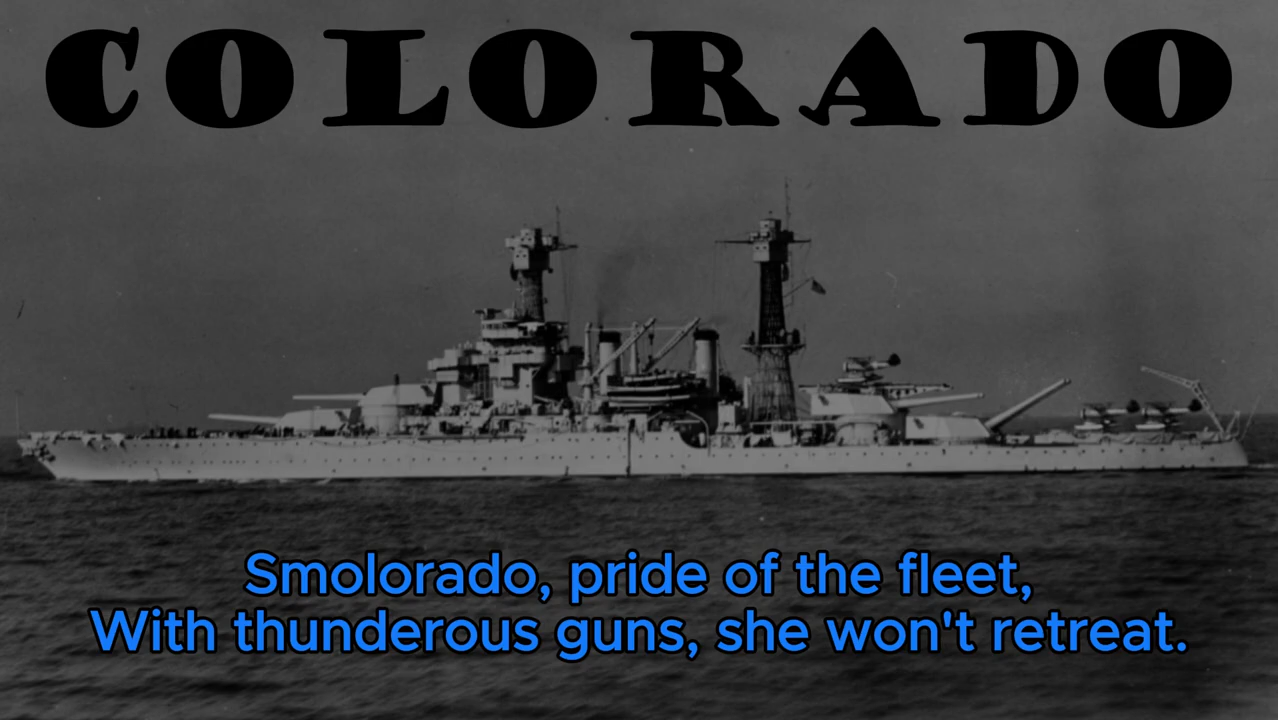 COLORADO
Smolorado, pride of the fleet,
With thunderous guns, she won't retreat.